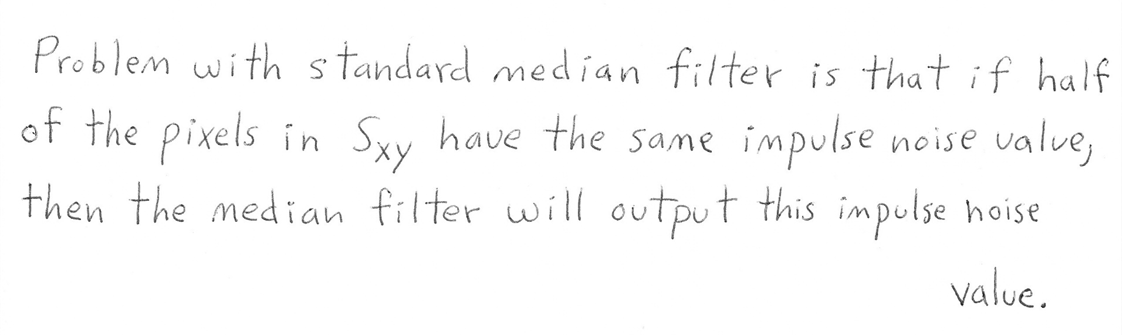 Problem with standard median filter is that if half
of the pixels in Sxy have the same impulse noise value,
then the median filter will output this impulse noise
value.